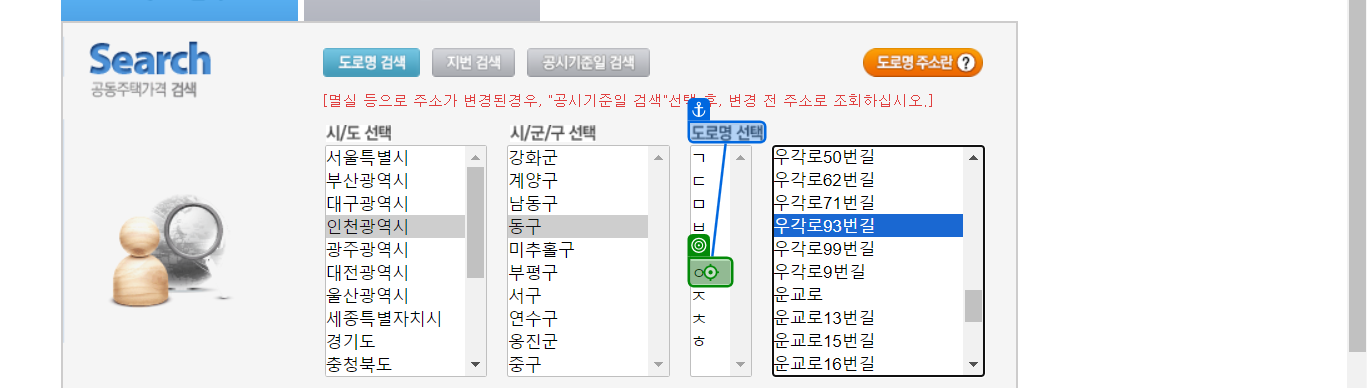 Search
공동주택가격 검색
도로명 검색
지번 검색
공시기준일 검색
도로명 주소란 ?
[멸실 등으로 주소가 변경된경우, "공시기준일 검색"선택 후, 변경 전 주소로 조회하십시오.]
시/도 선택
서울특별시
부산광역시
대구광역시
인천광역시
광주광역시
대전광역시
울산광역시
세종특별자치시
경기도
충청북도
시/군/구 선택
강화군
계양구
남동구
동구
미추홀구
부평구
서구
연수구
옹진군
중구
도로명 선택
ㄱ
ㄷ
ㅁ
ㅂ
ㅇ
ㅈ
ㅊ
ㅎ
우각로50번길
우각로62번길
우각로71번길
우각로93번길
우각로99번길
우각로9번길
운교로
운교로13번길
운교로15번길
운교로16번길